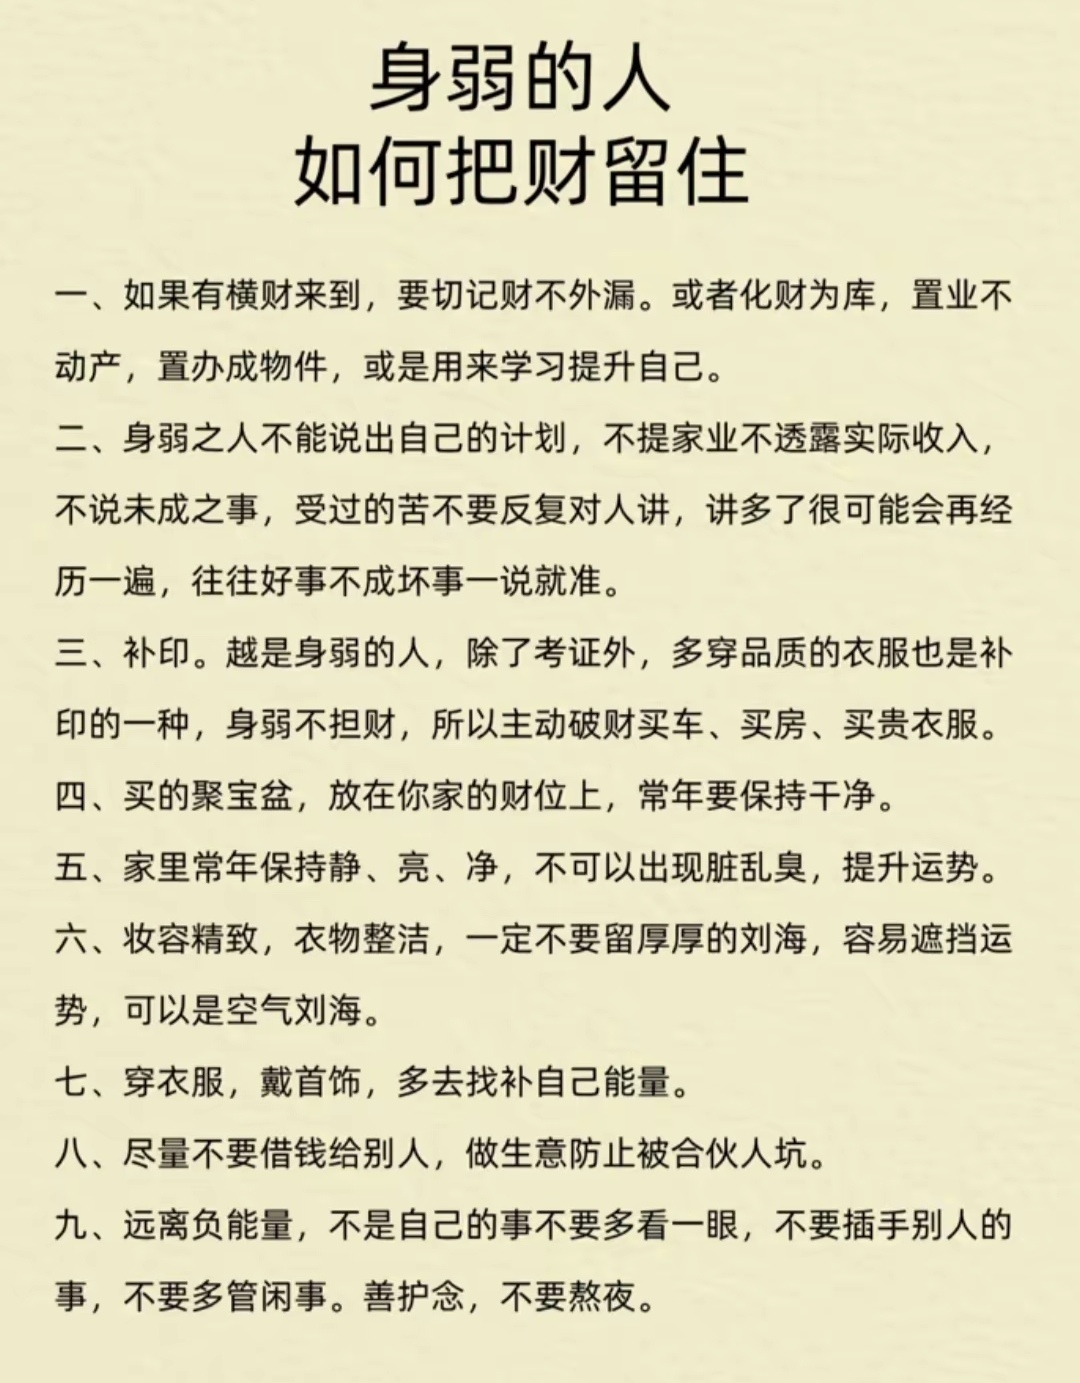 身弱的人
如何把财留住
一、如果有横财来到，要切记财不外漏。或者化财为库，置业不
动产，置办成物件，或是用来学习提升自己。
二、身弱之人不能说出自己的计划，不提家业不透露实际收入，
不说未成之事，受过的苦不要反复对人讲，讲多了很可能会再经
历一遍，往往好事不成坏事一说就准。
三、补印。越是身弱的人，除了考证外，多穿品质的衣服也是补
印的一种，身弱不担财，所以主动破财买车、买房、买贵衣服。
四、买的聚宝盆，放在你家的财位上，常年要保持干净。
五、家里常年保持静、亮、净，不可以出现脏乱臭，提升运势。
六、妆容精致，衣物整洁，一定不要留厚厚的刘海，容易遮挡运
势，可以是空气刘海。
七、穿衣服，戴首饰，多去找补自己能量。
八、尽量不要借钱给别人，做生意防止被合伙人坑。
九、远离负能量，不是自己的事不要多看一眼，不要插手别人的
事，不要多管闲事。善护念，不要熬夜。